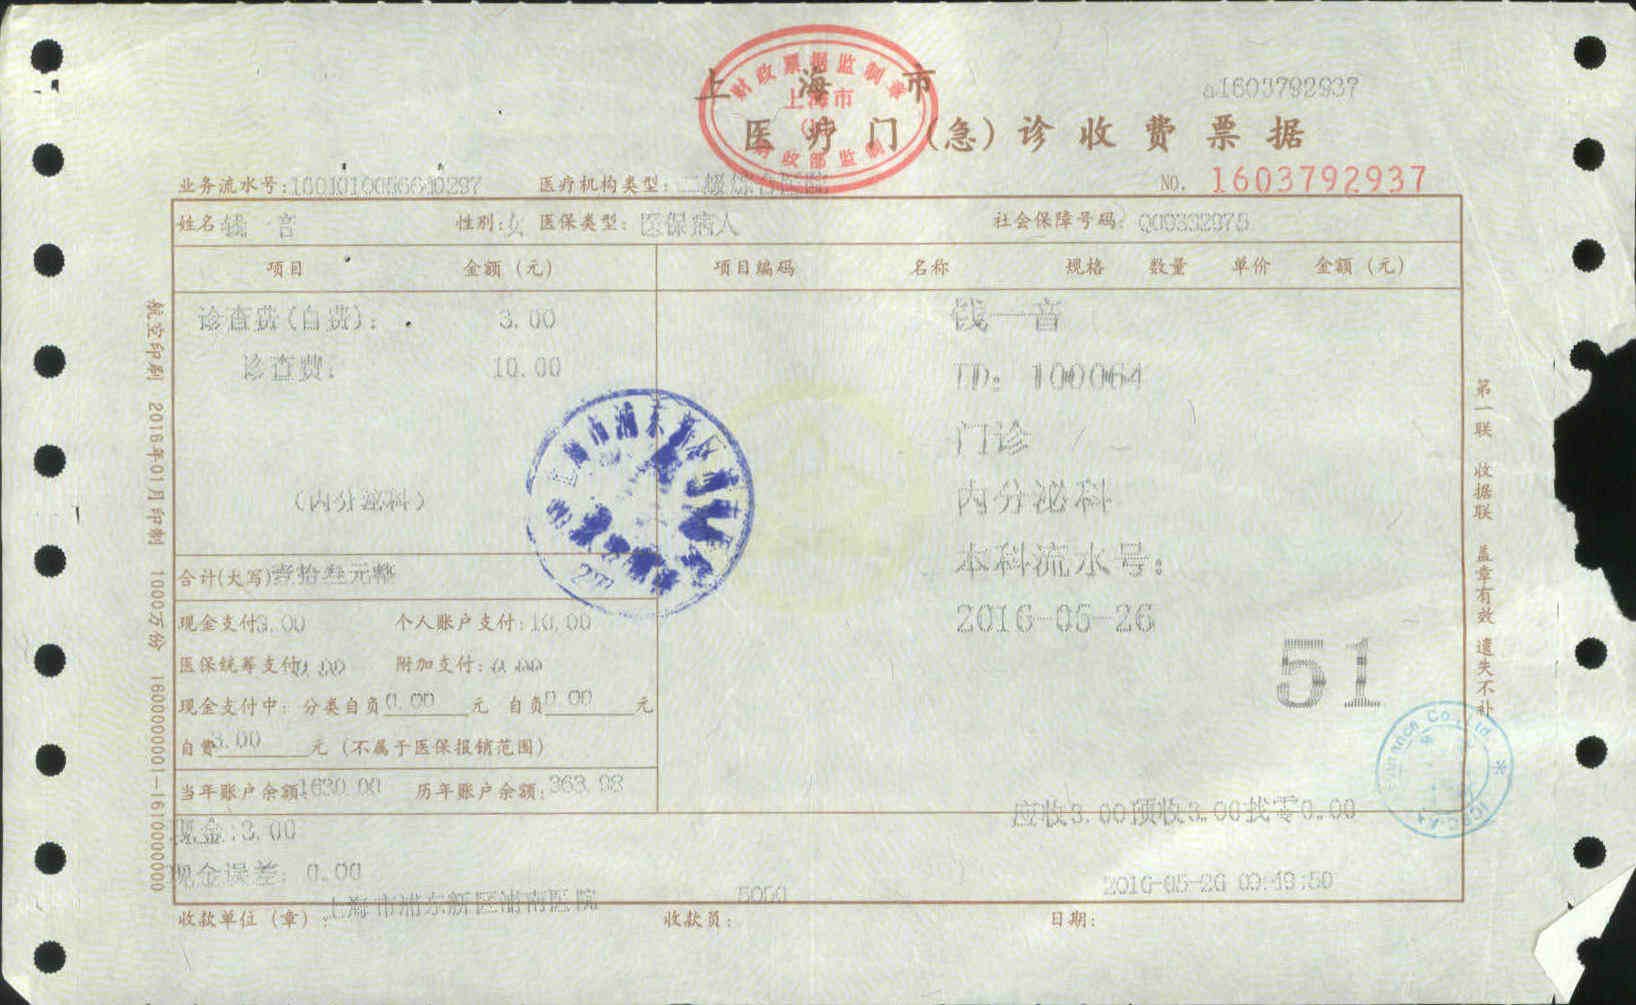 上海市
财政票据监制章
上海市
财政部监制
a1603792937
医疗门(急)诊收费票据
业务流水号: 医疗机构类型: 二级综合医院 NO. 1603792937
姓名 钱一音 性别:女 医保类型: 医保病人 社会保障号码: Q09332975
项目 金额(元) 项目编码 名称 规格 数量 单价 金额(元)
诊查费(自费): 3.00 钱一音
诊查费: 10.00 ID: 100064
门诊
(内分泌科) 内分泌科
本科流水号:
合计(大写)壹拾叁元整
2016-05-26
51
现金支付3.00 个人账户支付:10.00
医保统筹支付0.00 附加支付:0.00
现金支付中: 分类自负0.00元 自负0.00元
自费3.00元(不属于医保报销范围)
当年账户余额:1630.00 历年账户余额:363.98
应收3.00预收3.00找零0.00
现金:3.00
现金误差: 0.00
2016-05-26 09:49:50
收款单位(章):上海市浦东新区浦南医院 收款员: 日期:
航空印刷 2016年01月印制 1000万份 1600000001-1610000000
第一联 收据联 盖章有效 遗失不补